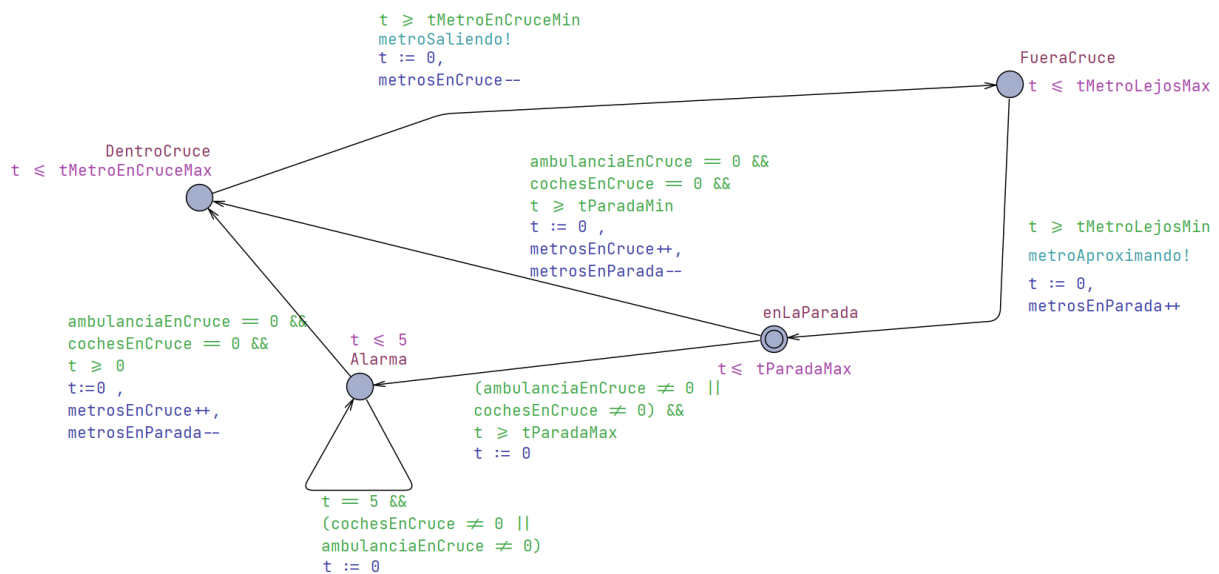 t ⩾ tMetroEnCruceMin
metroSaliendo!
t := 0,
metrosEnCruce--
FueraCruce
t ⩽ tMetroLejosMax
DentroCruce
t ⩽ tMetroEnCruceMax
ambulanciaEnCruce == 0 &&
cochesEnCruce == 0 &&
t ⩾ tParadaMin
t := 0 ,
metrosEnCruce++,
metrosEnParada--
t ⩾ tMetroLejosMin
metroAproximando!
t := 0,
metrosEnParada++
enLaParada
t⩽ tParadaMax
ambulanciaEnCruce == 0 &&
cochesEnCruce == 0 &&
t ⩾ 0
t:=0 ,
metrosEnCruce++,
metrosEnParada--
t ⩽ 5
Alarma
(ambulanciaEnCruce ≠ 0 ||
cochesEnCruce ≠ 0) &&
t ⩾ tParadaMax
t := 0
t == 5 &&
(cochesEnCruce ≠ 0 ||
ambulanciaEnCruce ≠ 0)
t := 0